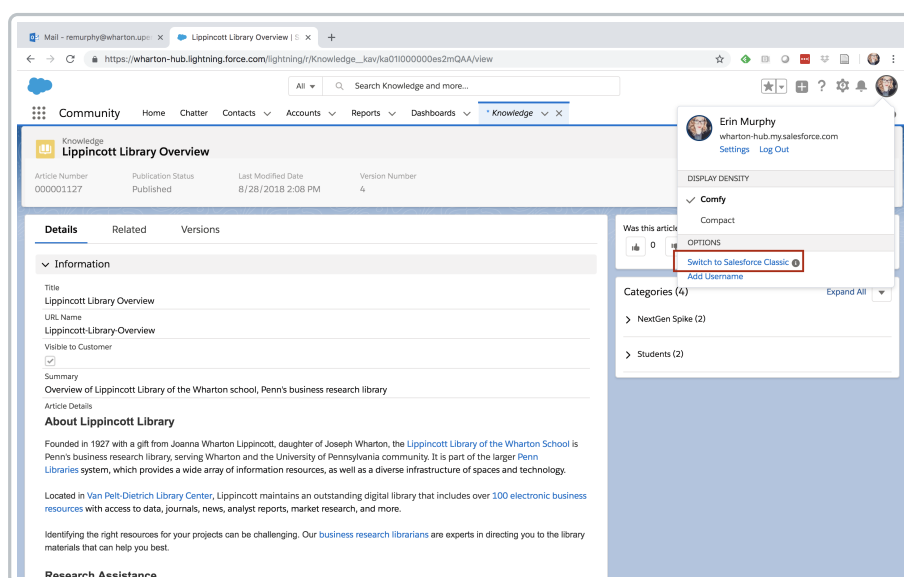 Mail - remurphy@wharton.upe
Lippincott Library Overview | S
https://wharton-hub.lightning.force.com/lightning/r/Knowledge__kav/ka01I000000es2mQAA/view
All
Search Knowledge and more...
Community Home Chatter Contacts Accounts Reports Dashboards * Knowledge
Knowledge
Lippincott Library Overview
Article Number Publication Status Last Modified Date Version Number
000001127 Published 8/28/2018 2:08 PM 4
Erin Murphy
wharton-hub.my.salesforce.com
Settings Log Out
DISPLAY DENSITY
Comfy
Compact
OPTIONS
Switch to Salesforce Classic
Add Username
Details Related Versions
Information
Title
Lippincott Library Overview
URL Name
Lippincott-Library-Overview
Visible to Customer
Summary
Overview of Lippincott Library of the Wharton school, Penn's business research library
Article Details
About Lippincott Library
Founded in 1927 with a gift from Joanna Wharton Lippincott, daughter of Joseph Wharton, the Lippincott Library of the Wharton School is
Penn's business research library, serving Wharton and the University of Pennsylvania community. It is part of the larger Penn
Libraries system, which provides a wide array of information resources, as well as a diverse infrastructure of spaces and technology.
Located in Van Pelt-Dietrich Library Center, Lippincott maintains an outstanding digital library that includes over 100 electronic business
resources with access to data, journals, news, analyst reports, market research, and more.
Identifying the right resources for your projects can be challenging. Our business research librarians are experts in directing you to the library
materials that can help you best.
Research Assistance
Was this article
0
Categories (4) Expand All
NextGen Spike (2)
Students (2)